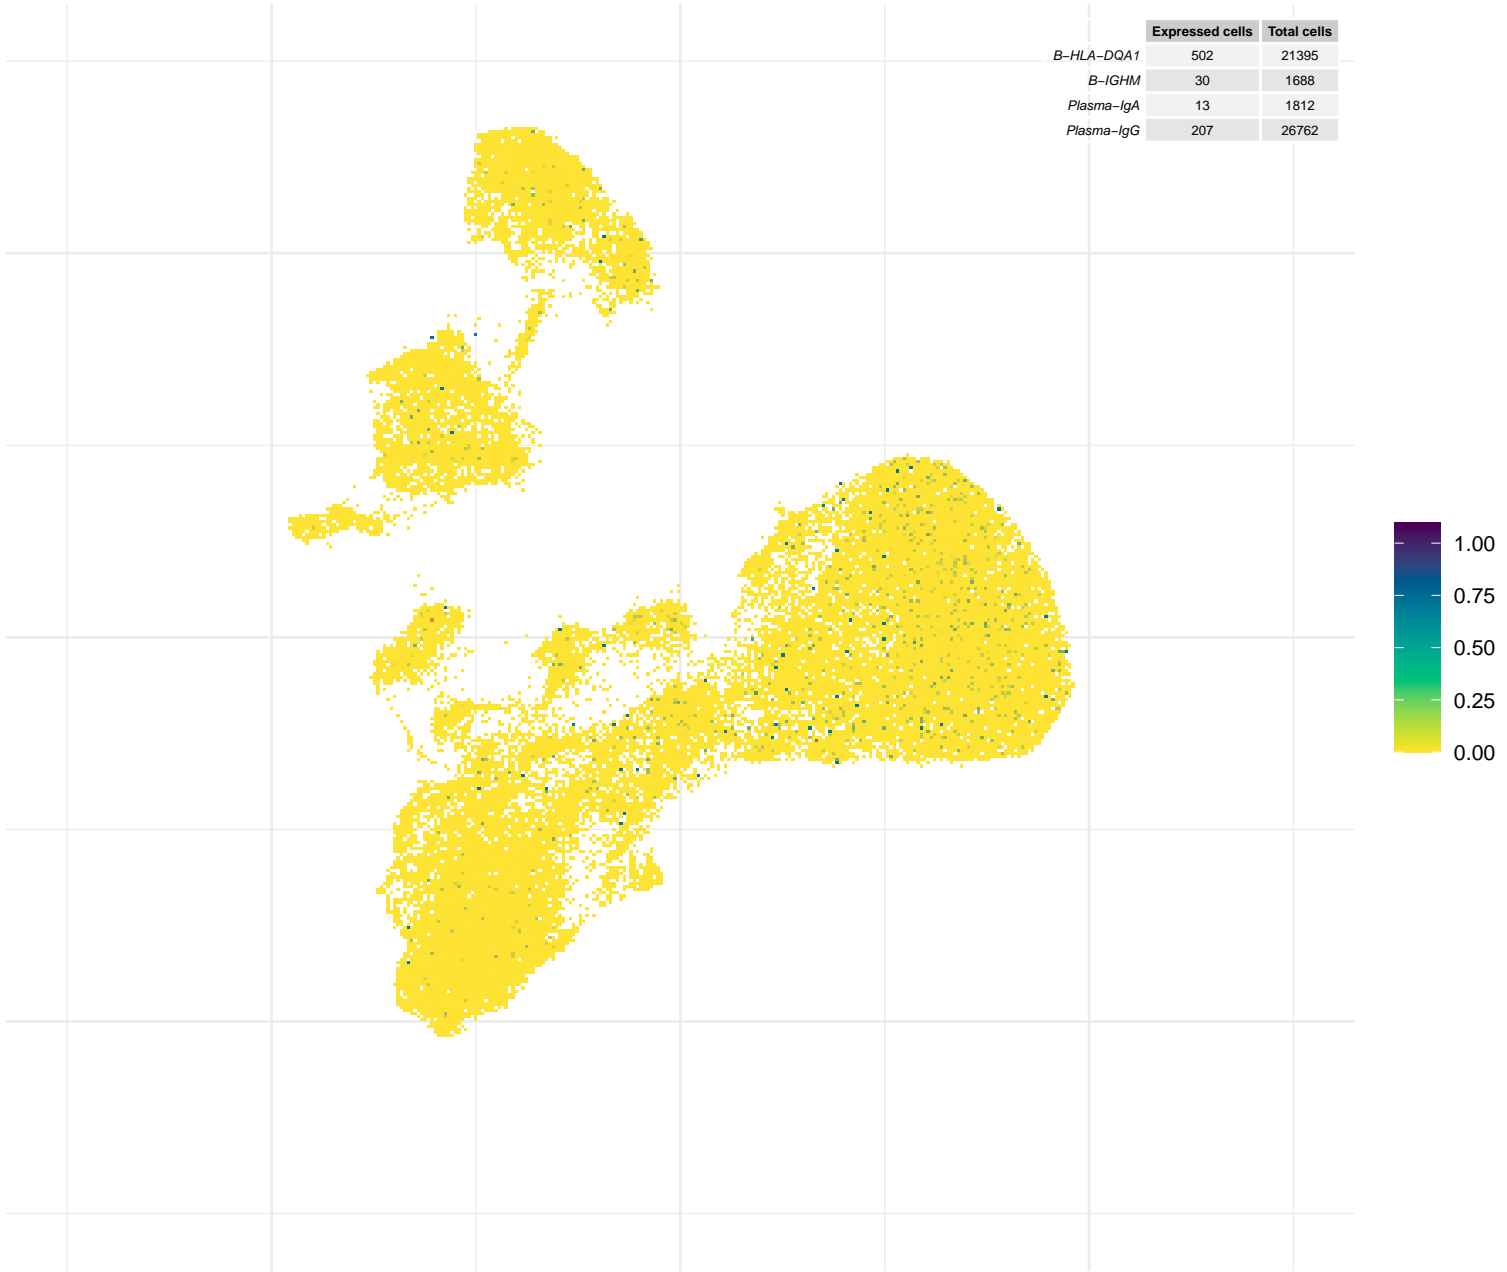 Expressed cells Total cells
B−HLA−DQA1 502 21395
B−IGHM 30 1688
Plasma−IgA 13 1812
Plasma−IgG 207 26762
1.00
0.75
0.50
0.25
0.00